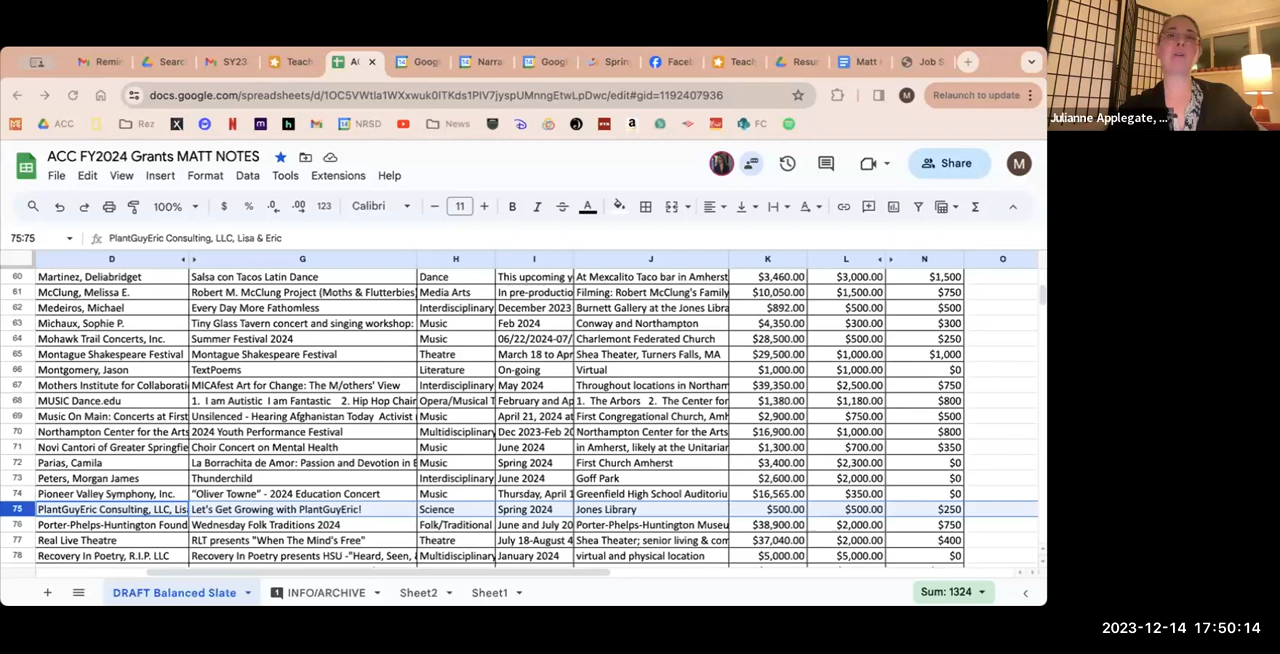 Remin Searc SY23 Teach AC Googl Narra Googl Sprin Faceb Teach Resur Matt Job S
docs.google.com/spreadsheets/d/1OC5VWtla1WXxwuk0lTKds1PIV7jyspUMnngEtwLpDwc/edit#gid=1192407936 M Relaunch to update
ACC Rez NRSD News FC
Julianne Applegate, ...
ACC FY2024 Grants MATT NOTES
File Edit View Insert Format Data Tools Extensions Help
Share M
100% $ % .0 .00 123 Calibri 11 B I A
75:75 fx PlantGuyEric Consulting, LLC, Lisa & Eric
D G H I J K L N O
60 Martinez, Deliabridget Salsa con Tacos Latin Dance Dance This upcoming y At Mexcalito Taco bar in Amherst $3,460.00 $3,000.00 $1,500
61 McClung, Melissa E. Robert M. McClung Project (Moths & Flutterbies) Media Arts In pre-productio Filming: Robert McClung's Family $10,050.00 $1,500.00 $750
62 Medeiros, Michael Every Day More Fathomless Interdisciplinary December 2023 Burnett Gallery at the Jones Libra $892.00 $500.00 $500
63 Michaux, Sophie P. Tiny Glass Tavern concert and singing workshop: Music Feb 2024 Conway and Northampton $4,350.00 $300.00 $300
64 Mohawk Trail Concerts, Inc. Summer Festival 2024 Music 06/22/2024-07/ Charlemont Federated Church $28,500.00 $500.00 $250
65 Montague Shakespeare Festival Montague Shakespeare Festival Theatre March 18 to Apr Shea Theater, Turners Falls, MA $29,500.00 $1,000.00 $1,000
66 Montgomery, Jason TextPoems Literature On-going Virtual $1,000.00 $1,000.00 $0
67 Mothers Institute for Collaborati MICAfest Art for Change: The M/others' View Interdisciplinary May 2024 Throughout locations in Northam $39,350.00 $2,500.00 $750
68 MUSIC Dance.edu 1. I am Autistic I am Fantastic 2. Hip Hop Chair Opera/Musical T February and Ap 1. The Arbors 2. The Center for $1,380.00 $1,180.00 $800
69 Music On Main: Concerts at First Unsilenced - Hearing Afghanistan Today Activist Music April 21, 2024 at First Congregational Church, Amh $2,900.00 $750.00 $500
70 Northampton Center for the Arts 2024 Youth Performance Festival Multidisciplinary Dec 2023-Feb 20 Northampton Center for the Arts $16,900.00 $1,000.00 $800
71 Novi Cantori of Greater Springfie Choir Concert on Mental Health Music June 2024 in Amherst, likely at the Unitarian $1,300.00 $700.00 $350
72 Parias, Camila La Borrachita de Amor: Passion and Devotion in E Music Spring 2024 First Church Amherst $3,400.00 $2,300.00 $0
73 Peters, Morgan James Thunderchild Interdisciplinary June 2024 Goff Park $2,600.00 $2,000.00 $0
74 Pioneer Valley Symphony, Inc. "Oliver Towne" - 2024 Education Concert Music Thursday, April 1 Greenfield High School Auditoriu $16,565.00 $350.00 $0
75 PlantGuyEric Consulting, LLC, Lis Let's Get Growing with PlantGuyEric! Science Spring 2024 Jones Library $500.00 $500.00 $250
76 Porter-Phelps-Huntington Found Wednesday Folk Traditions 2024 Folk/Traditional June and July 20 Porter-Phelps-Huntington Museu $38,900.00 $2,000.00 $750
77 Real Live Theatre RLT presents "When The Mind's Free" Theatre July 18-August 4 Shea Theater; senior living & com $37,040.00 $2,000.00 $400
78 Recovery In Poetry, R.I.P. LLC Recovery In Poetry presents HSU -"Heard, Seen, Multidisciplinary January 2024 virtual and physical location $5,000.00 $5,000.00 $0
DRAFT Balanced Slate 1 INFO/ARCHIVE Sheet2 Sheet1 Sum: 1324
2023-12-14 17:50:14